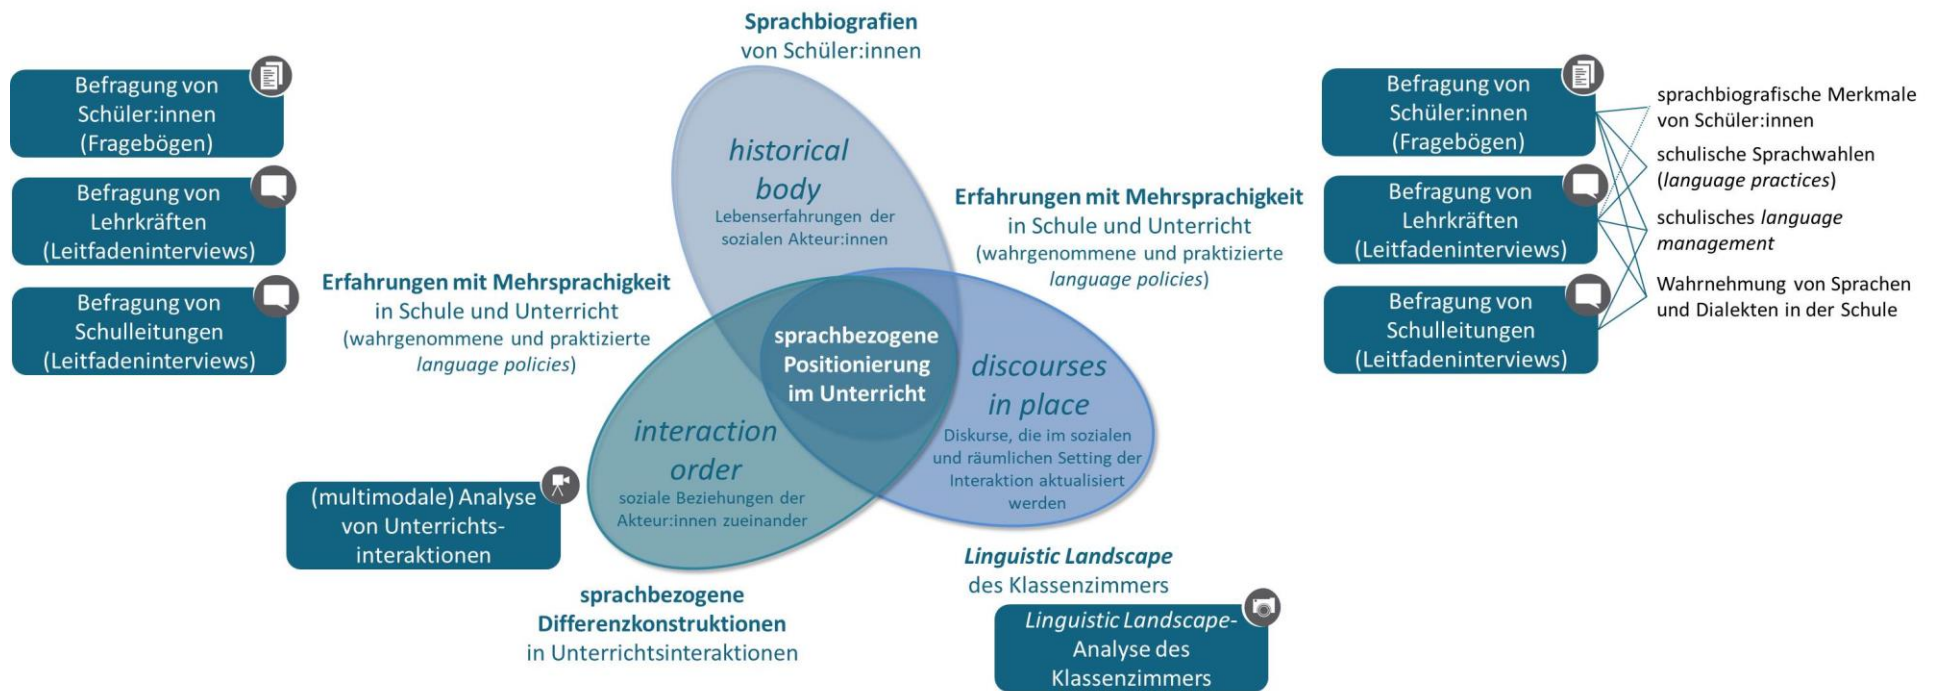 Sprachbiografien
von Schüler:innen
Befragung von
Schüler:innen
(Fragebögen)
Befragung von
Lehrkräften
(Leitfadeninterviews)
Befragung von
Schulleitungen
(Leitfadeninterviews)
historical
body
Lebenserfahrungen der
sozialen Akteur:innen
Erfahrungen mit Mehrsprachigkeit
in Schule und Unterricht
(wahrgenommene und praktizierte
language policies)
Erfahrungen mit Mehrsprachigkeit
in Schule und Unterricht
(wahrgenommene und praktizierte
language policies)
sprachbezogene
Positionierung
im Unterricht
interaction
order
soziale Beziehungen der
Akteur:innen zueinander
discourses
in place
Diskurse, die im sozialen
und räumlichen Setting der
Interaktion aktualisiert
werden
(multimodale) Analyse
von Unterrichts-
interaktionen
sprachbezogene
Differenzkonstruktionen
in Unterrichtsinteraktionen
Linguistic Landscape
des Klassenzimmers
Linguistic Landscape-
Analyse des
Klassenzimmers
Befragung von
Schüler:innen
(Fragebögen)
Befragung von
Lehrkräften
(Leitfadeninterviews)
Befragung von
Schulleitungen
(Leitfadeninterviews)
sprachbiografische Merkmale
von Schüler:innen
schulische Sprachwahlen
(language practices)
schulisches language
management
Wahrnehmung von Sprachen
und Dialekten in der Schule